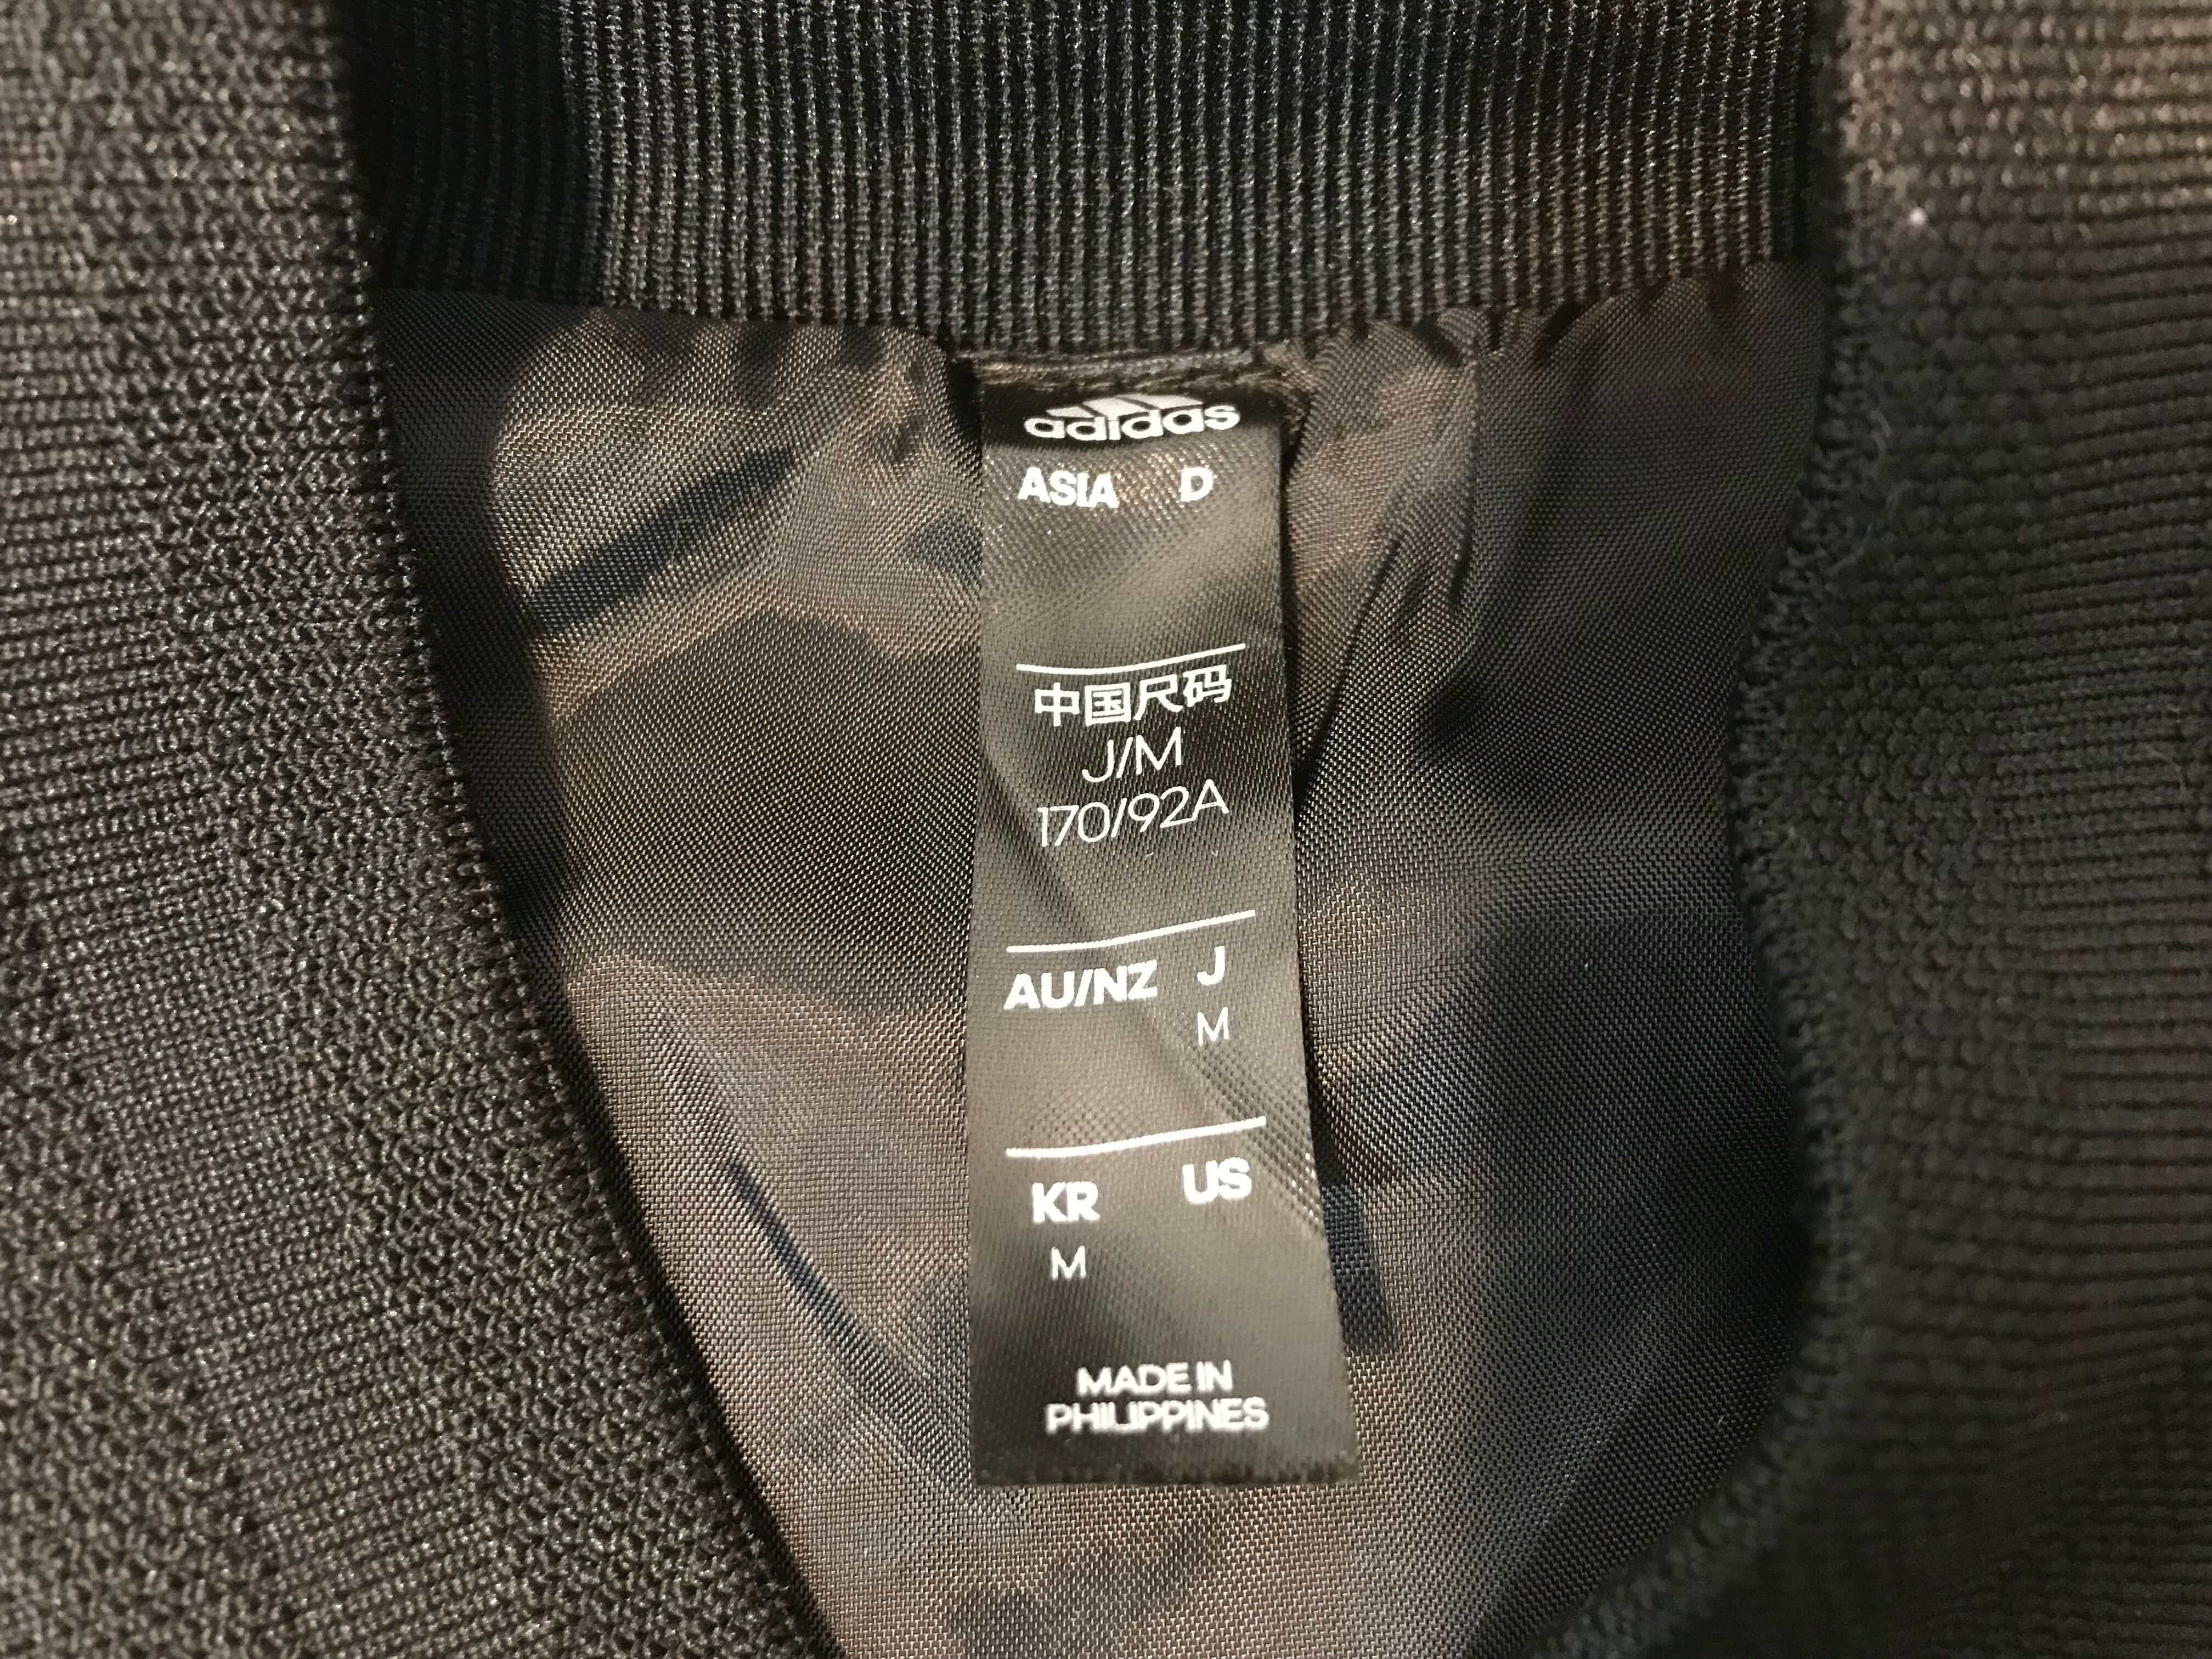 adidas
ASIA D
中国尺码
J/M
170/92A
AU/NZ J
M
KR US
M
MADE IN
PHILIPPINES